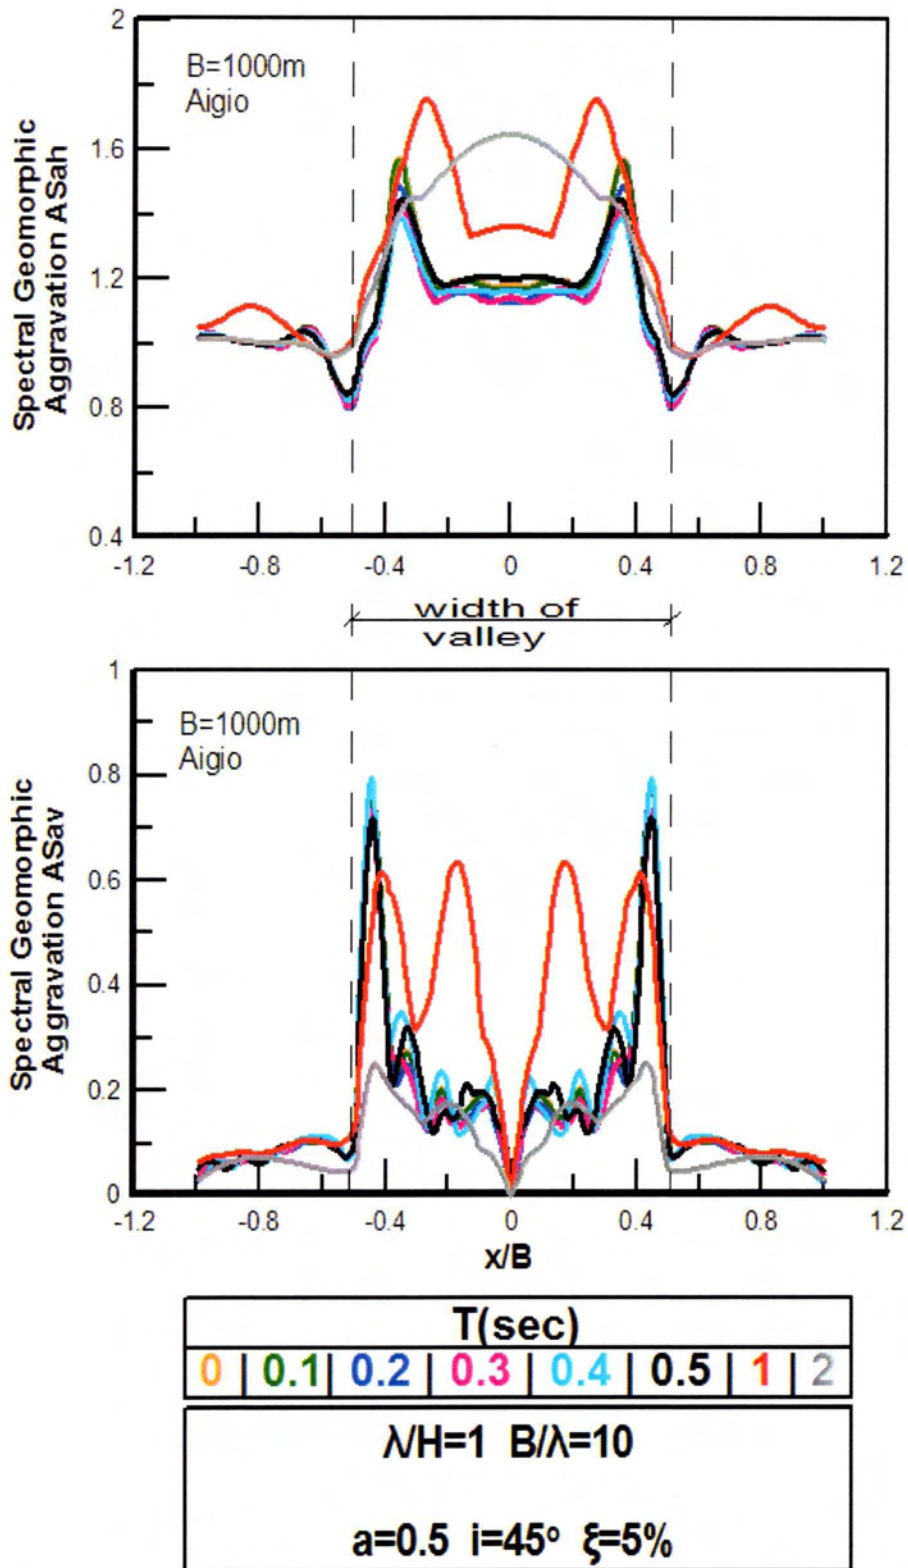 2
1.6
1.2
0.8
0.4
Spectral Geomorphic
Aggravation ASah
B=1000m
Aigio
-1.2 -0.8 -0.4 0 0.4 0.8 1.2
width of
valley
1
0.8
0.6
0.4
0.2
0
Spectral Geomorphic
Aggravation ASav
B=1000m
Aigio
-1.2 -0.8 -0.4 0 0.4 0.8 1.2
x/B
T(sec)
0 | 0.1 | 0.2 | 0.3 | 0.4 | 0.5 | 1 | 2
λ/H=1 B/λ=10
a=0.5 i=45° ξ=5%